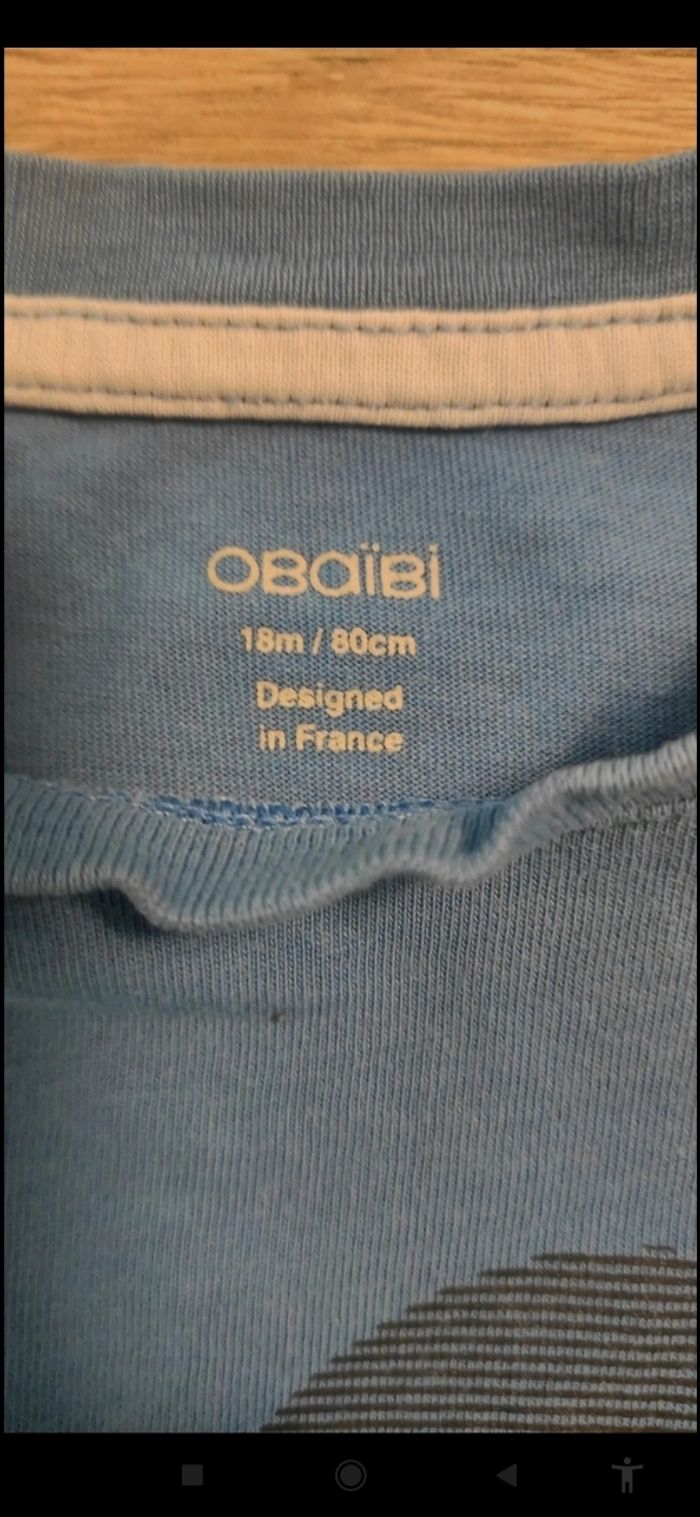 OBaïBi
18m / 80cm
Designed
in France